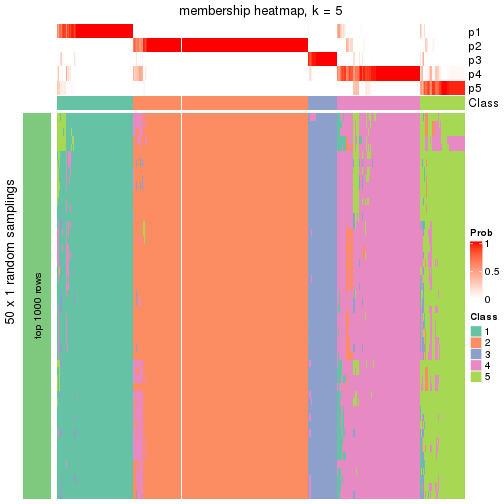 membership heatmap, k = 5
p1
p2
p3
p4
p5
Class
50 x 1 random samplings
top 1000 rows
Prob
1
0.5
0
Class
1
2
3
4
5